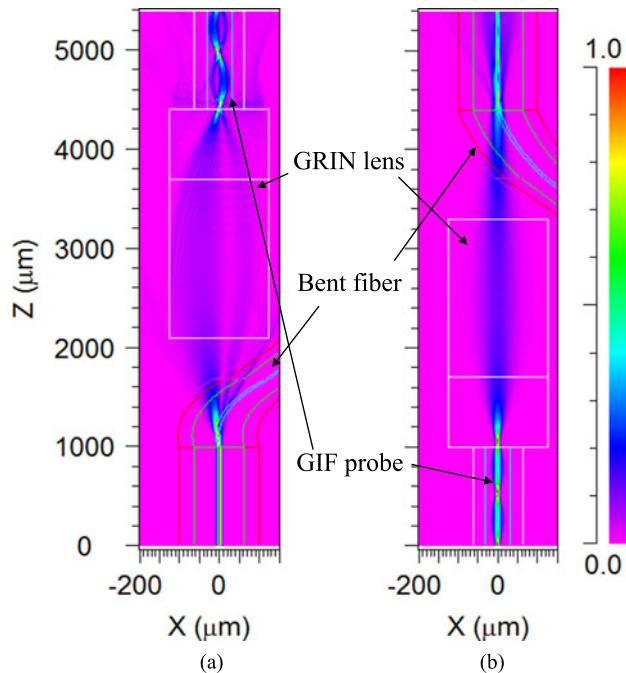 5000
4000
3000
2000
1000
0
Z (μm)
-200
0
X (μm)
(a)
GRIN lens
Bent fiber
GIF probe
-200
0
X (μm)
(b)
1.0
0.0